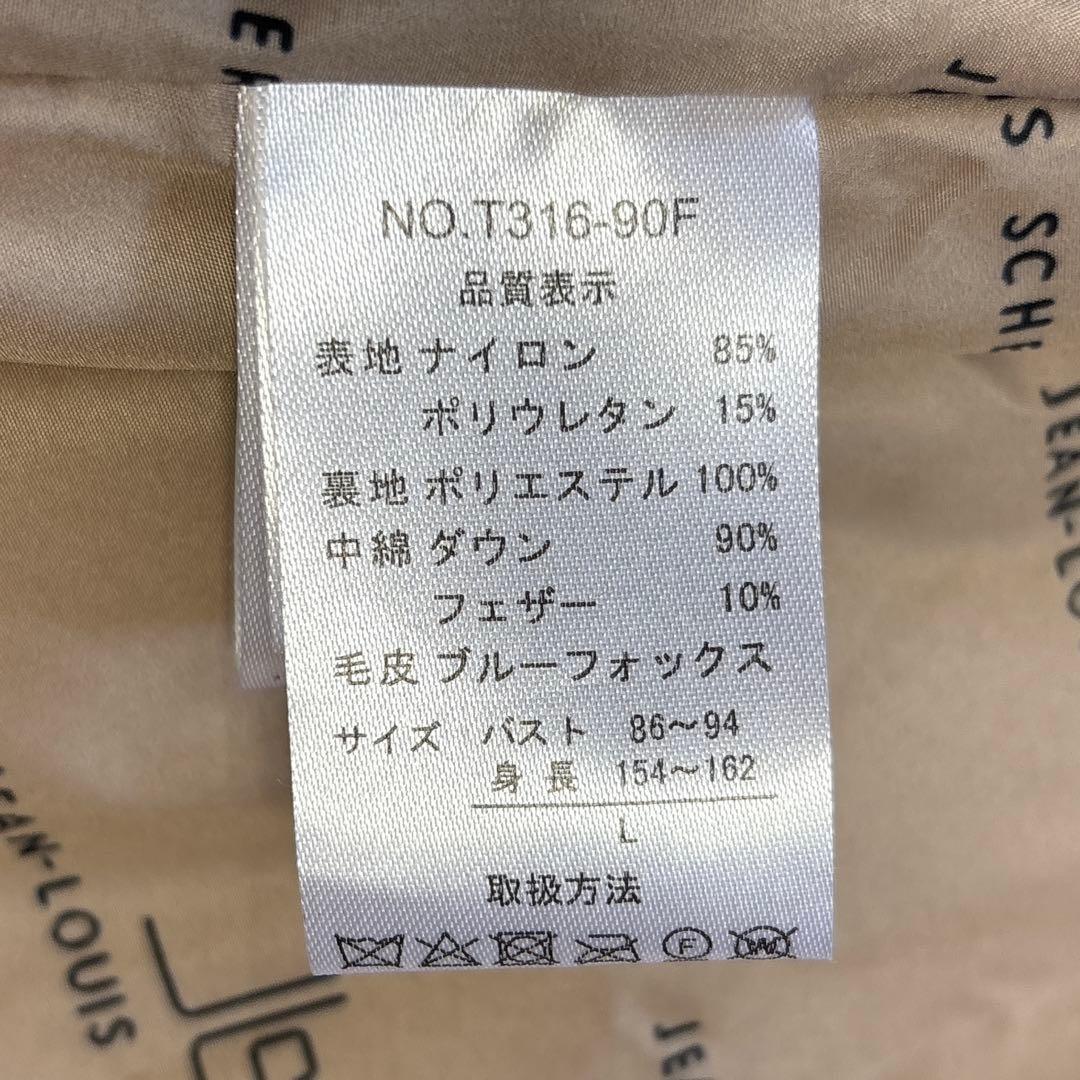 NO.T316-90F
品質表示
表地 ナイロン 85%
ポリウレタン 15%
裏地 ポリエステル 100%
中綿 ダウン 90%
フェザー 10%
毛皮 ブルーフォックス
サイズ バスト 86～94
身長 154～162
L
取扱方法
F
W
SCH
JEAN-LO
EAN-LOUIS
JE